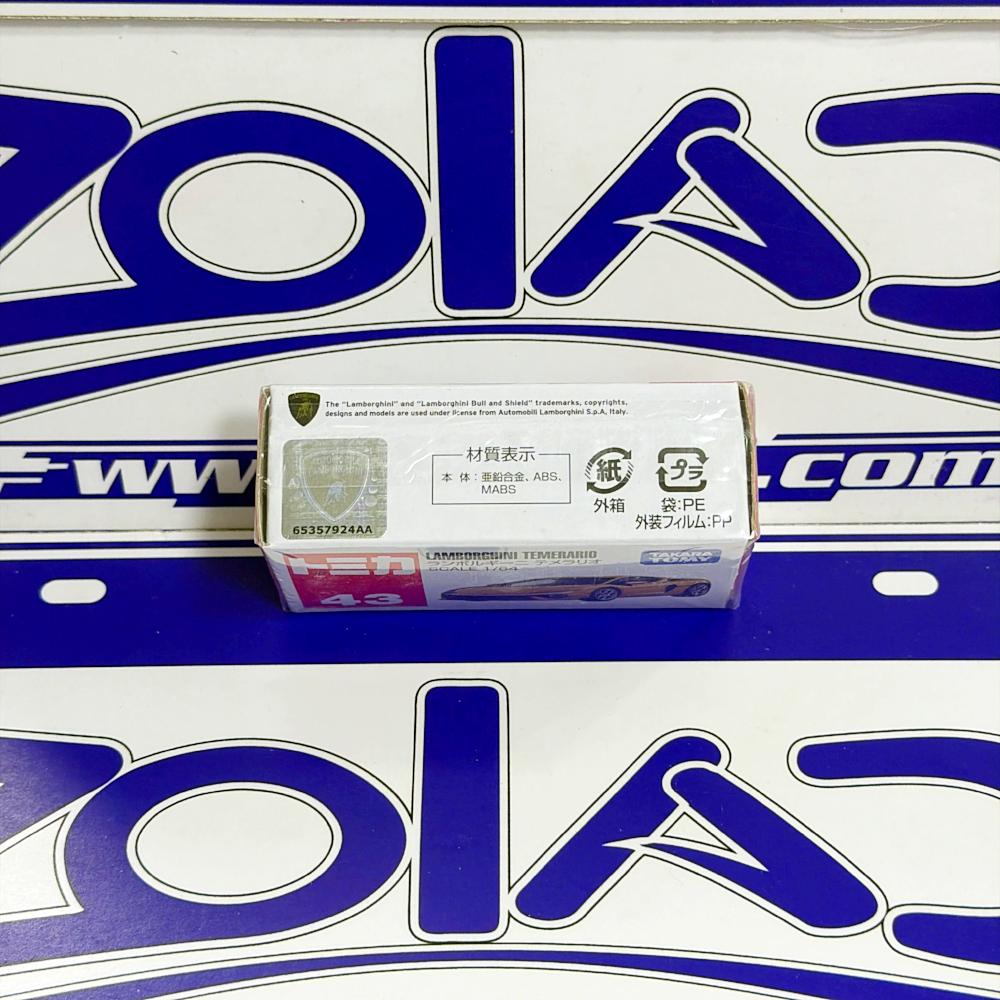 The "Lamborghini" and "Lamborghini Bull and Shield" trademarks, copyrights,
designs and models are used under license from Automobili Lamborghini S.p.A, Italy.
65357924AA
材質表示
本 体：亜鉛合金、ABS、
MABS
紙
外箱
プラ
袋:PE
外装フィルム:PP
トミカ
43
LAMBORGHINI TEMERARIO
ランボルギーニ テメラリオ
SCALE 1/64
TAKARA
TOMY
www
.com